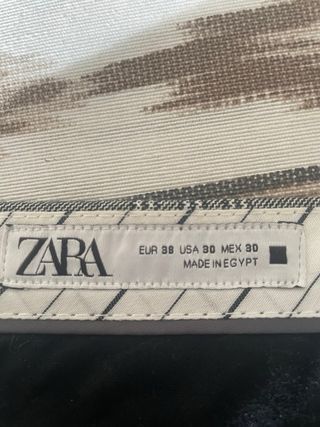 ZARA
EUR 38 USA 30 MEX 30
MADE IN EGYPT